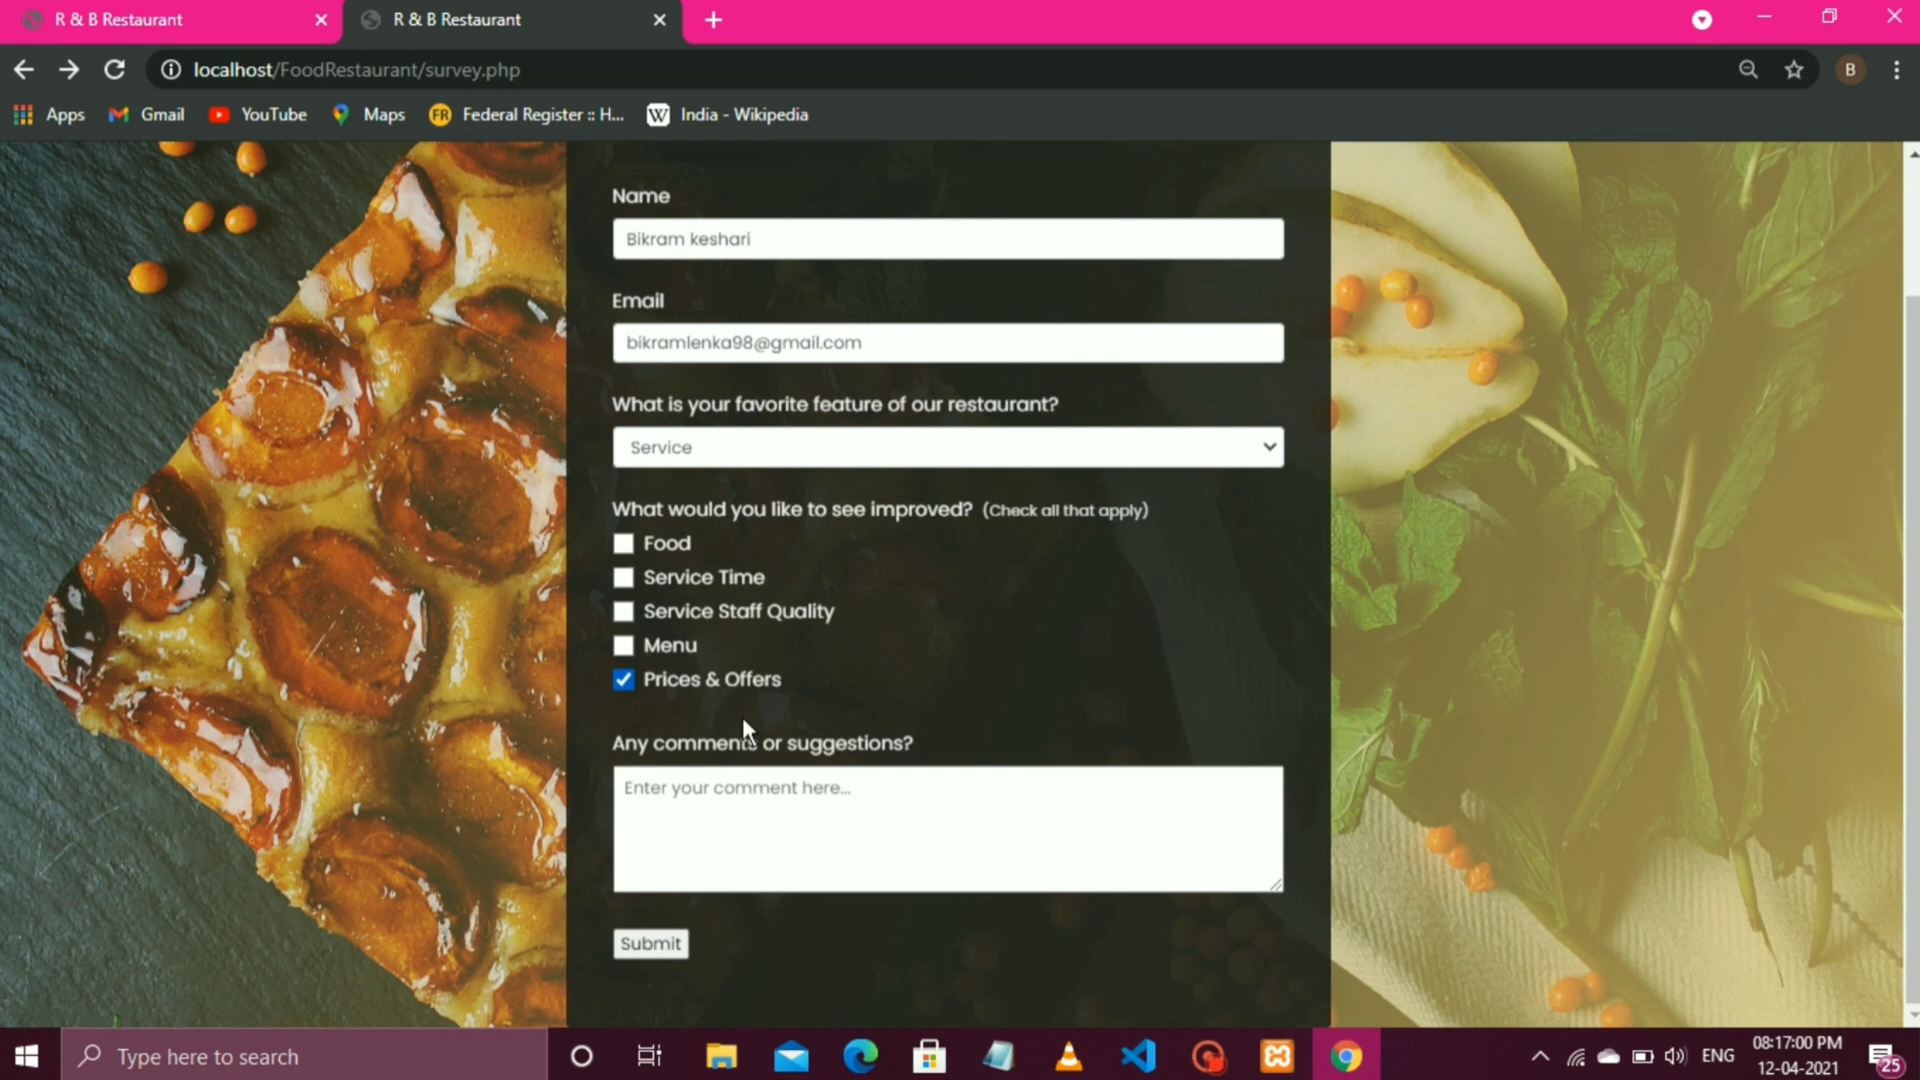 R & B Restaurant
R & B Restaurant
localhost/FoodRestaurant/survey.php
B
Apps
Gmail
YouTube
Maps
FR
Federal Register :: H...
W
India - Wikipedia
Name
Bikram keshari
Email
bikramlenka98@gmail.com
What is your favorite feature of our restaurant?
Service
What would you like to see improved? (Check all that apply)
Food
Service Time
Service Staff Quality
Menu
Prices & Offers
Any comments or suggestions?
Enter your comment here...
Submit
Type here to search
ENG
08:17:00 PM
12-04-2021
25